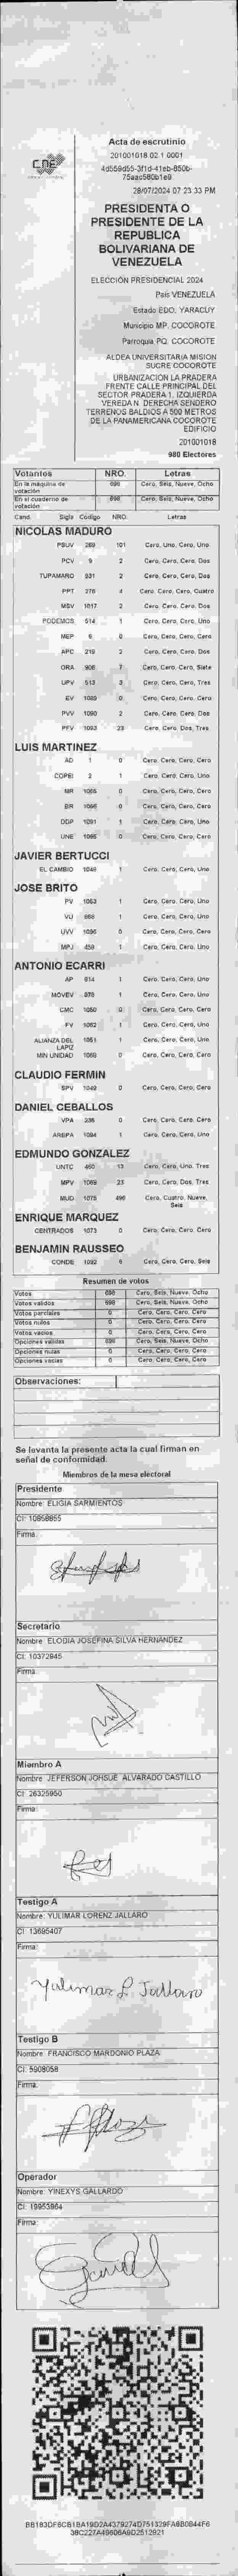 CNE
Acta de escrutinio
201001018.02.1.0001
4d559d55-3f1d-41eb-850b-
75aac580b1e9
28/07/2024 07:23:33 PM
PRESIDENTA O
PRESIDENTE DE LA
REPUBLICA
BOLIVARIANA DE
VENEZUELA
ELECCIÓN PRESIDENCIAL 2024
País VENEZUELA
Estado EDO. YARACUY
Municipio MP. COCOROTE
Parroquia PQ. COCOROTE
ALDEA UNIVERSITARIA MISION
SUCRE COCOROTE
URBANIZACIÓN LA PRADERA
FRENTE CALLE PRINCIPAL DEL
SECTOR PRADERA 1. IZQUIERDA
VEREDA N. DERECHA SENDERO
TERRENOS BALDIOS A 500 METROS
DE LA PANAMERICANA COCOROTE
EDIFICIO
201001018
980 Electores
Votantes NRO. Letras
En la máquina de votación 698 Cero, Seis, Nueve, Ocho
En el cuaderno de votación 698 Cero, Seis, Nueve, Ocho
Cand. Sigla Código NRO. Letras
NICOLAS MADURO
PSUV 269 101 Cero, Uno, Cero, Uno
PCV 9 2 Cero, Cero, Cero, Dos
TUPAMARO 931 2 Cero, Cero, Cero, Dos
PPT 276 4 Cero, Cero, Cero, Cuatro
MSV 1017 2 Cero, Cero, Cero, Dos
PODEMOS 514 1 Cero, Cero, Cero, Uno
MEP 6 0 Cero, Cero, Cero, Cero
APC 219 2 Cero, Cero, Cero, Dos
ORA 906 7 Cero, Cero, Cero, Siete
UPV 513 3 Cero, Cero, Cero, Tres
EV 1089 0 Cero, Cero, Cero, Cero
PVV 1090 2 Cero, Cero, Cero, Dos
PFV 1093 23 Cero, Cero, Dos, Tres
LUIS MARTINEZ
AD 1 0 Cero, Cero, Cero, Cero
COPEI 2 1 Cero, Cero, Cero, Uno
MR 1065 0 Cero, Cero, Cero, Cero
BR 1056 0 Cero, Cero, Cero, Cero
DDP 1091 1 Cero, Cero, Cero, Uno
UNE 1095 0 Cero, Cero, Cero, Cero
JAVIER BERTUCCI
EL CAMBIO 1048 1 Cero, Cero, Cero, Uno
JOSE BRITO
PV 1053 1 Cero, Cero, Cero, Uno
VU 888 1 Cero, Cero, Cero, Uno
UVV 1096 0 Cero, Cero, Cero, Cero
MPJ 459 1 Cero, Cero, Cero, Uno
ANTONIO ECARRI
AP 914 1 Cero, Cero, Cero, Uno
MOVEV 978 1 Cero, Cero, Cero, Uno
CMC 1050 0 Cero, Cero, Cero, Cero
FV 1062 1 Cero, Cero, Cero, Uno
ALIANZA DEL LAPIZ 1051 1 Cero, Cero, Cero, Uno
MIN UNIDAD 1069 0 Cero, Cero, Cero, Cero
CLAUDIO FERMIN
SPV 1049 0 Cero, Cero, Cero, Cero
DANIEL CEBALLOS
VPA 336 0 Cero, Cero, Cero, Cero
AREPA 1094 1 Cero, Cero, Cero, Uno
EDMUNDO GONZALEZ
UNTC 460 13 Cero, Cero, Uno, Tres
MPV 1069 23 Cero, Cero, Dos, Tres
MUD 1078 496 Cero, Cuatro, Nueve,
Seis
ENRIQUE MARQUEZ
CENTRADOS 1073 0 Cero, Cero, Cero, Cero
BENJAMIN RAUSSEO
CONDE 1092 6 Cero, Cero, Cero, Seis
Resumen de votos
Votos 698 Cero, Seis, Nueve, Ocho
Votos válidos 698 Cero, Seis, Nueve, Ocho
Votos parciales 0 Cero, Cero, Cero, Cero
Votos nulos 0 Cero, Cero, Cero, Cero
Votos vacíos 0 Cero, Cero, Cero, Cero
Opciones válidas 698 Cero, Seis, Nueve, Ocho
Opciones nulas 0 Cero, Cero, Cero, Cero
Opciones vacías 0 Cero, Cero, Cero, Cero
Observaciones:
Se levanta la presente acta la cual firman en
señal de conformidad.
Miembros de la mesa electoral
Presidente
Nombre: ELIGIA SARMIENTOS
CI: 10858855
Firma:
Secretario
Nombre: ELODIA JOSEFINA SILVA HERNANDEZ
CI: 10372945
Firma:
Miembro A
Nombre: JEFERSON JOHSUE ALVARADO CASTILLO
CI: 26325950
Firma:
Testigo A
Nombre: YULIMAR LORENZ JALLARO
CI: 13695407
Firma:
Yulimar L Jallaro
Testigo B
Nombre: FRANCISCO MARDONIO PLAZA
CI: 5908058
Firma:
Operador
Nombre: YINEXYS GALLARDO
CI: 19953864
Firma:
BB183DF6CB1BA19D2A4379274D751329FA8B0B44F6
38C227A49606A9D2512921